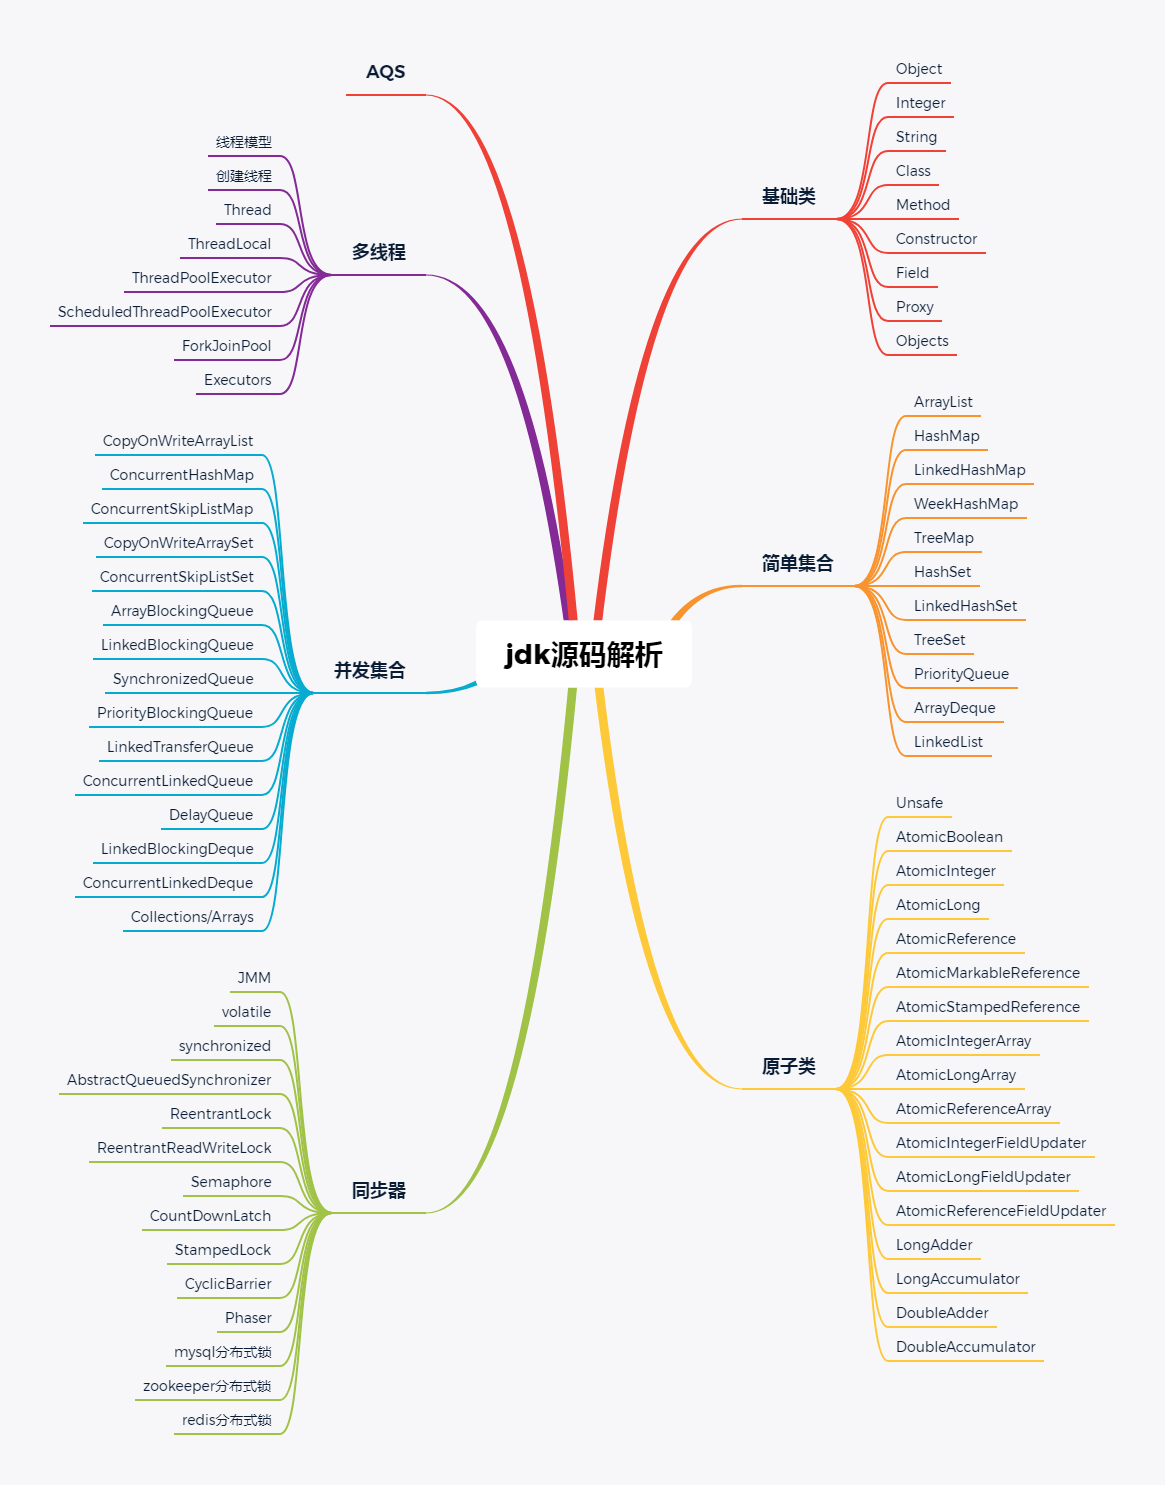 jdk源码解析
基础类
Object
Integer
String
Class
Method
Constructor
Field
Proxy
Objects
简单集合
ArrayList
HashMap
LinkedHashMap
WeekHashMap
TreeMap
HashSet
LinkedHashSet
TreeSet
PriorityQueue
ArrayDeque
LinkedList
原子类
Unsafe
AtomicBoolean
AtomicInteger
AtomicLong
AtomicReference
AtomicMarkableReference
AtomicStampedReference
AtomicIntegerArray
AtomicLongArray
AtomicReferenceArray
AtomicIntegerFieldUpdater
AtomicLongFieldUpdater
AtomicReferenceFieldUpdater
LongAdder
LongAccumulator
DoubleAdder
DoubleAccumulator
AQS
多线程
线程模型
创建线程
Thread
ThreadLocal
ThreadPoolExecutor
ScheduledThreadPoolExecutor
ForkJoinPool
Executors
并发集合
CopyOnWriteArrayList
ConcurrentHashMap
ConcurrentSkipListMap
CopyOnWriteArraySet
ConcurrentSkipListSet
ArrayBlockingQueue
LinkedBlockingQueue
SynchronizedQueue
PriorityBlockingQueue
LinkedTransferQueue
ConcurrentLinkedQueue
DelayQueue
LinkedBlockingDeque
ConcurrentLinkedDeque
Collections/Arrays
同步器
JMM
volatile
synchronized
AbstractQueuedSynchronizer
ReentrantLock
ReentrantReadWriteLock
Semaphore
CountDownLatch
StampedLock
CyclicBarrier
Phaser
mysql分布式锁
zookeeper分布式锁
redis分布式锁